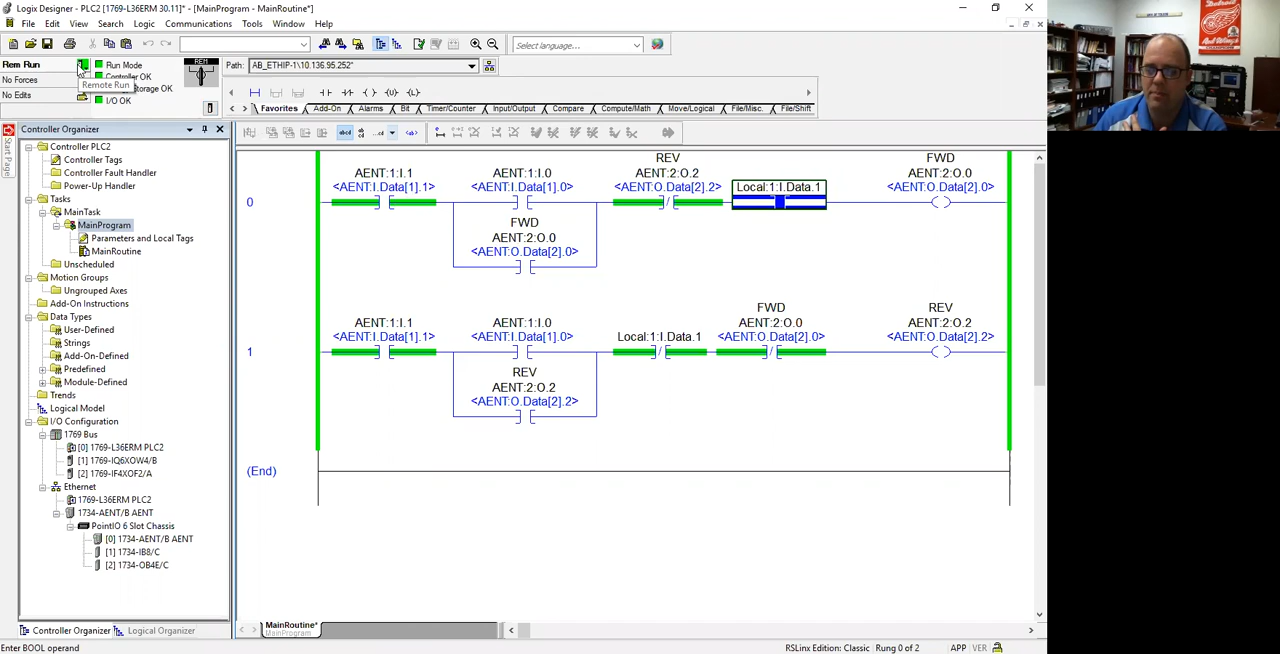 Logix Designer - PLC2 [1769-L36ERM 30.11]* - [MainProgram - MainRoutine]
File Edit View Search Logic Communications Tools Window Help
Select language...
Rem Run
Run Mode
REM
Path: AB_ETHIP-1\10.136.95.252*
No Forces
Controller OK
Remote Run
Storage OK
No Edits
I/O OK
Favorites Add-On Alarms Bit Timer/Counter Input/Output Compare Compute/Math Move/Logical File/Misc. File/Shift
Start Page
Controller Organizer
Controller PLC2
Controller Tags
Controller Fault Handler
Power-Up Handler
Tasks
MainTask
MainProgram
Parameters and Local Tags
MainRoutine
Unscheduled
Motion Groups
Ungrouped Axes
Add-On Instructions
Data Types
User-Defined
Strings
Add-On-Defined
Predefined
Module-Defined
Trends
Logical Model
I/O Configuration
1769 Bus
[0] 1769-L36ERM PLC2
[1] 1769-IQ6XOW4/B
[2] 1769-IF4XOF2/A
Ethernet
1769-L36ERM PLC2
1734-AENT/B AENT
PointIO 6 Slot Chassis
[0] 1734-AENT/B AENT
[1] 1734-IB8/C
[2] 1734-OB4E/C
Controller Organizer Logical Organizer
REV FWD
AENT:1:I.1 AENT:1:I.0 AENT:2:O.2 AENT:2:O.0
<AENT:I.Data[1].1> <AENT:I.Data[1].0> <AENT:O.Data[2].2> Local:1:I.Data.1 <AENT:O.Data[2].0>
0
FWD
AENT:2:O.0
<AENT:O.Data[2].0>
FWD REV
AENT:1:I.1 AENT:1:I.0 AENT:2:O.0 AENT:2:O.2
<AENT:I.Data[1].1> <AENT:I.Data[1].0> Local:1:I.Data.1 <AENT:O.Data[2].0> <AENT:O.Data[2].2>
1
REV
AENT:2:O.2
<AENT:O.Data[2].2>
(End)
MainRoutine*
MainProgram
Enter BOOL operand
RSLinx Edition: Classic Rung 0 of 2 APP VER